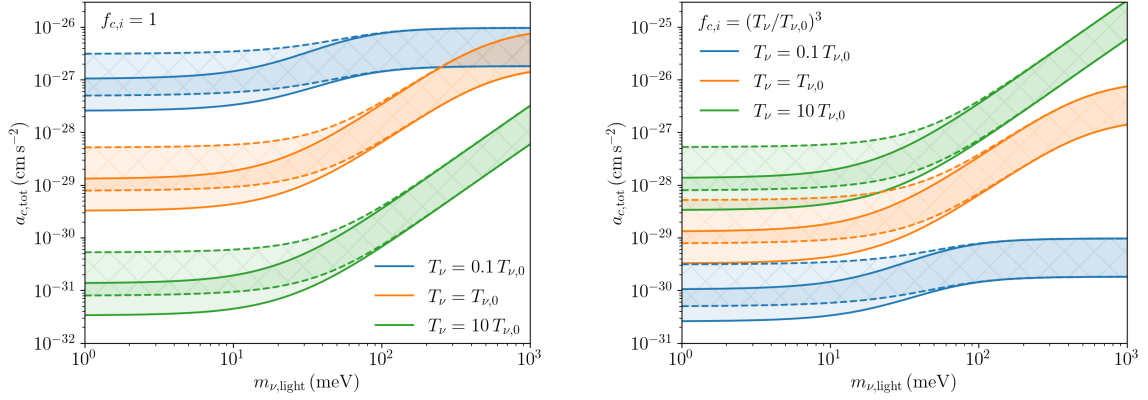 f_{c,i} = 1
a_{c,tot} (cm s^{-2})
10^{-26}
10^{-27}
10^{-28}
10^{-29}
10^{-30}
10^{-31}
10^{-32}
T_ν = 0.1 T_{ν,0}
T_ν = T_{ν,0}
T_ν = 10 T_{ν,0}
10^0 10^1 10^2 10^3
m_{ν,light} (meV)
f_{c,i} = (T_ν/T_{ν,0})^3
T_ν = 0.1 T_{ν,0}
T_ν = T_{ν,0}
T_ν = 10 T_{ν,0}
a_{c,tot} (cm s^{-2})
10^{-25}
10^{-26}
10^{-27}
10^{-28}
10^{-29}
10^{-30}
10^{-31}
10^0 10^1 10^2 10^3
m_{ν,light} (meV)